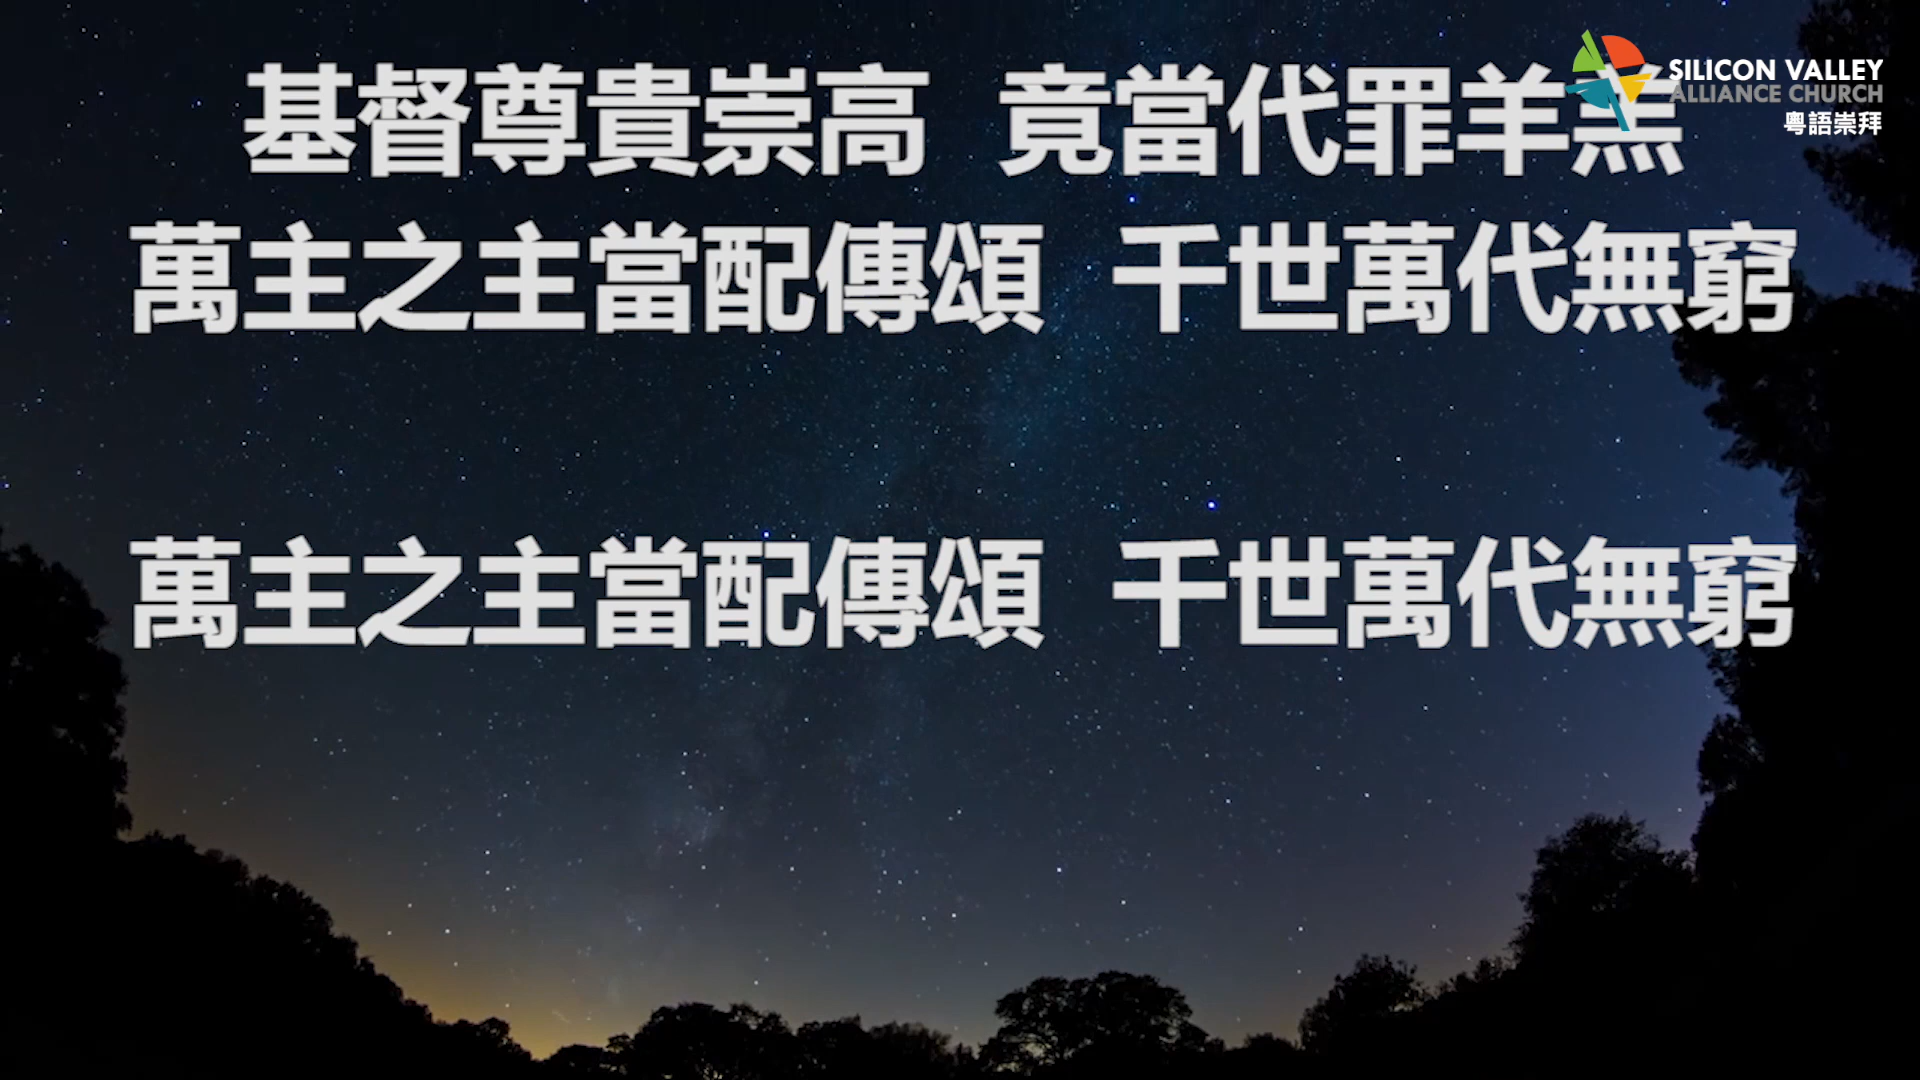 基督尊貴崇高 竟當代罪羊羔
萬主之主當配傳頌 千世萬代無窮
萬主之主當配傳頌 千世萬代無窮
SILICON VALLEY
ALLIANCE CHURCH
粵語崇拜